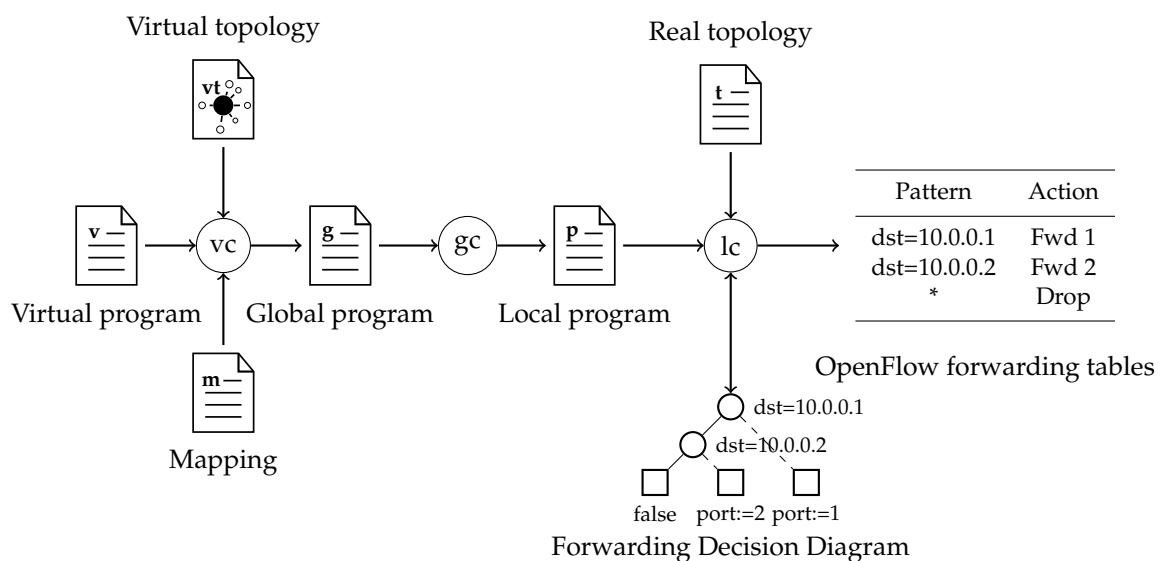 Virtual topology
Real topology
vt
t
Pattern Action
v
vc
g
gc
p
lc
dst=10.0.0.1 Fwd 1
dst=10.0.0.2 Fwd 2
* Drop
Virtual program
Global program
Local program
m
OpenFlow forwarding tables
dst=10.0.0.1
dst=10.0.0.2
Mapping
false port:=2 port:=1
Forwarding Decision Diagram